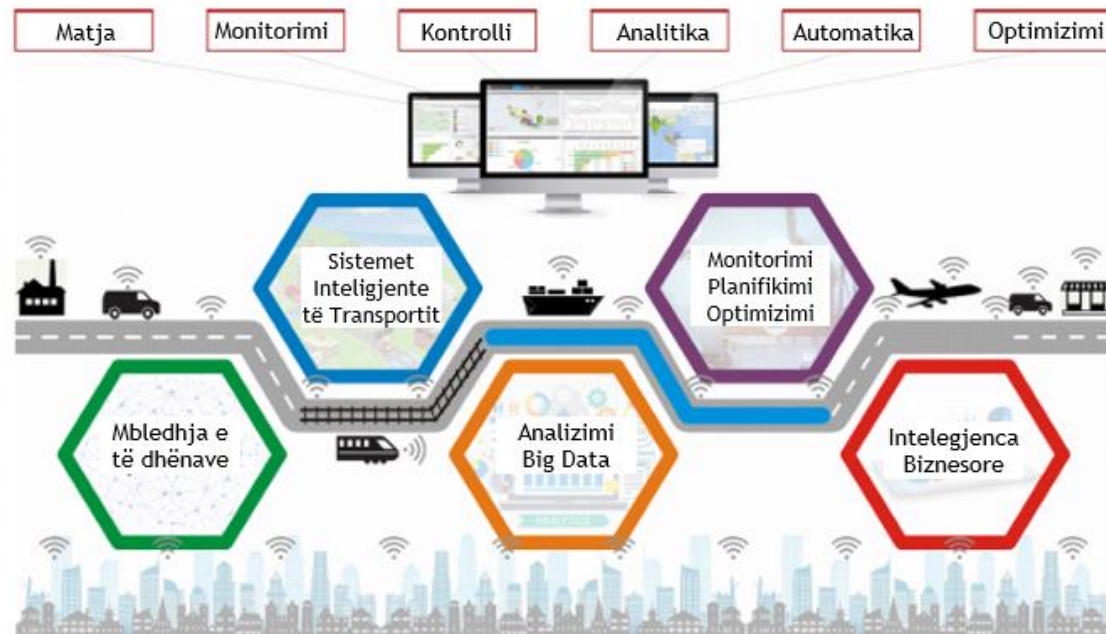 Matja
Monitorimi
Kontrolli
Analitika
Automatika
Optimizimi
Sistemet
Inteligjente
të Transportit
Monitorimi
Planifikimi
Optimizimi
Mbledhja e
të dhënave
Analizimi
Big Data
Intelegjenca
Biznesore